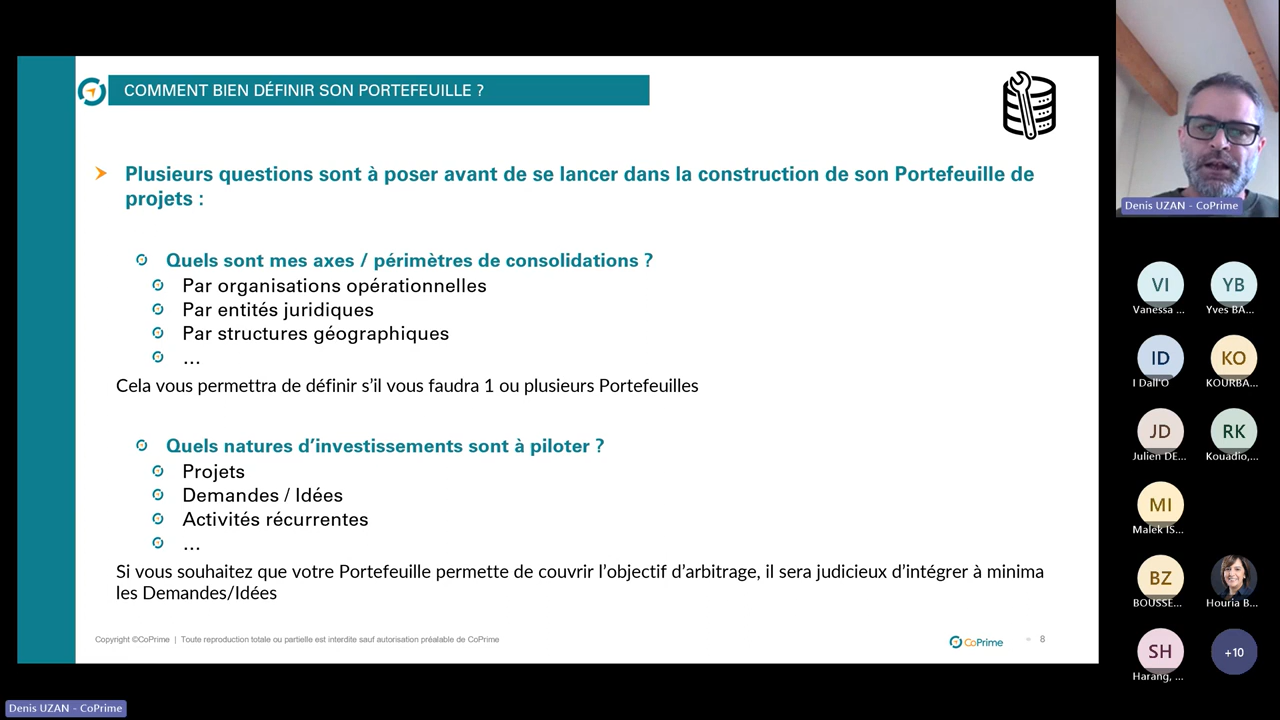 COMMENT BIEN DÉFINIR SON PORTEFEUILLE ?
Plusieurs questions sont à poser avant de se lancer dans la construction de son Portefeuille de
projets :
Quels sont mes axes / périmètres de consolidations ?
Par organisations opérationnelles
Par entités juridiques
Par structures géographiques
...
Cela vous permettra de définir s’il vous faudra 1 ou plusieurs Portefeuilles
Quels natures d’investissements sont à piloter ?
Projets
Demandes / Idées
Activités récurrentes
...
Si vous souhaitez que votre Portefeuille permette de couvrir l’objectif d’arbitrage, il sera judicieux d’intégrer à minima
les Demandes/Idées
Copyright ©CoPrime | Toute reproduction totale ou partielle est interdite sauf autorisation préalable de CoPrime
CoPrime
8
Denis UZAN - CoPrime
VI
YB
Vanessa ...
Yves BA...
ID
KO
I Dall'O
KOURBA...
JD
RK
Julien DE...
Kouadio,...
MI
Malek IS...
BZ
BOUSSE...
Houria B...
SH
+10
Harang, ...
Denis UZAN - CoPrime